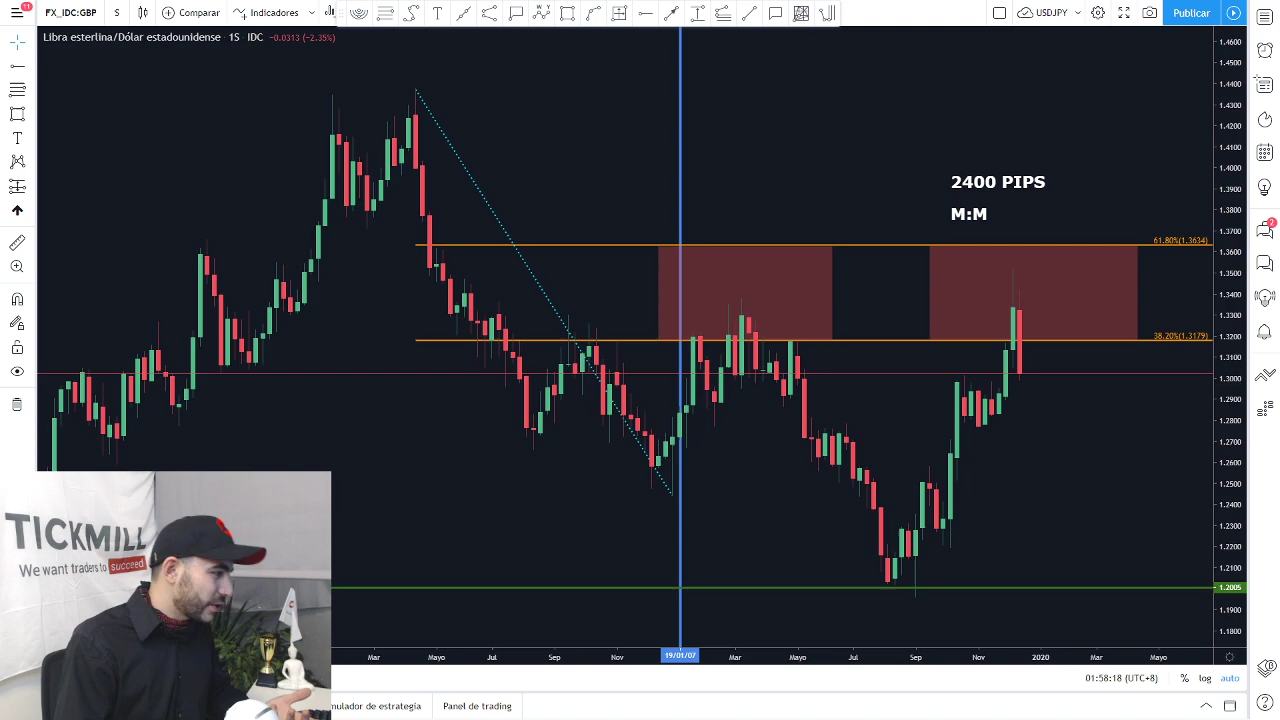 11
FX_IDC:GBP
S
Comparar
Indicadores
USDJPY
Publicar
Libra esterlina/Dólar estadounidense · 1S · IDC −0.0313 (−2.35%)
1.4600
1.4500
1.4400
1.4300
1.4200
1.4100
1.4000
1.3900
1.3800
1.3700
1.3600
1.3500
1.3400
1.3300
1.3200
1.3100
1.3000
1.2900
1.2800
1.2700
1.2600
1.2500
1.2400
1.2300
1.2200
1.2100
1.2005
1.1900
1.1800
2400 PIPS
M:M
61.80%(1.3634)
38.20%(1.3179)
2
TICKMILL
We want traders to succeed
Mar
Mayo
Jul
Sep
Nov
19/01/07
Mar
Mayo
Jul
Sep
Nov
2020
Mar
Mayo
01:58:18 (UTC+8)
%
log
auto
mulador de estrategia
Panel de trading